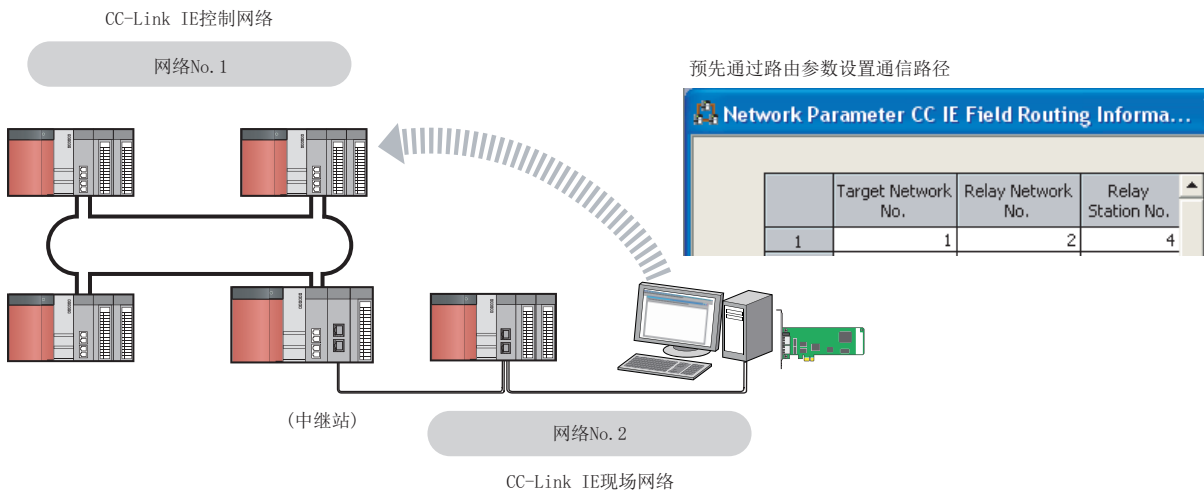 CC-Link IE控制网络
网络No.1
预先通过路由参数设置通信路径
Network Parameter CC IE Field Routing Informa...
Target Network No.
Relay Network No.
Relay Station No.
1
1
2
4
(中继站)
网络No.2
CC-Link IE现场网络